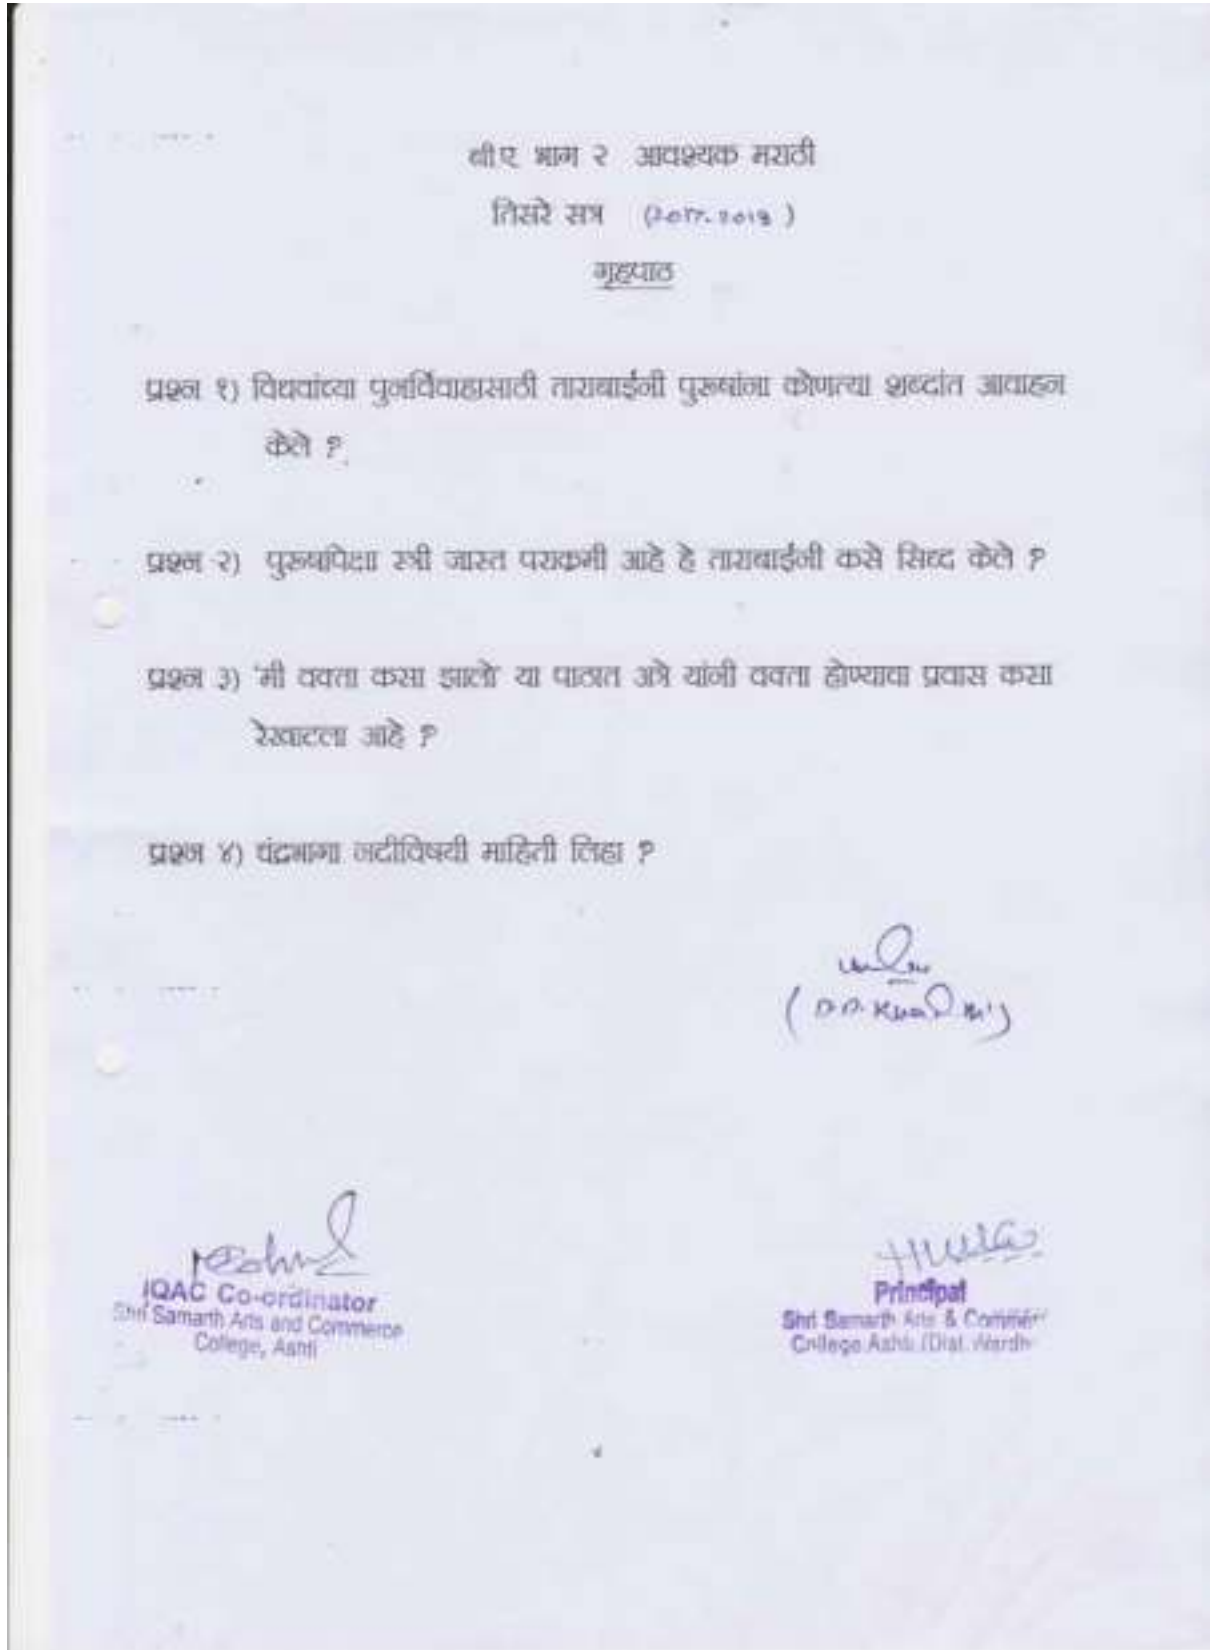 बी.ए. भाग २ आवश्यक मराठी
तिसरे सत्र (2017-2018)
गृहपाठ
प्रश्न १) विधवांच्या पुनर्विवाहासाठी ताराबाईंनी पुरूषांना कोणत्या शब्दांत आवाहन
केले ?
प्रश्न २) पुरूषापेक्षा स्त्री जास्त पराक्रमी आहे हे ताराबाईंनी कसे सिध्द केले ?
प्रश्न ३) 'मी वक्ता कसा झालो' या पाठात अत्रे यांनी वक्ता होण्याचा प्रवास कसा
रेखाटला आहे ?
प्रश्न ४) चंद्रभागा नदीविषयी माहिती लिहा ?
IQAC Co-ordinator
Shri Samarth Arts and Commerce
College, Ashti
Principal
Shri Samarth Arts &
College Ashti (Dist.